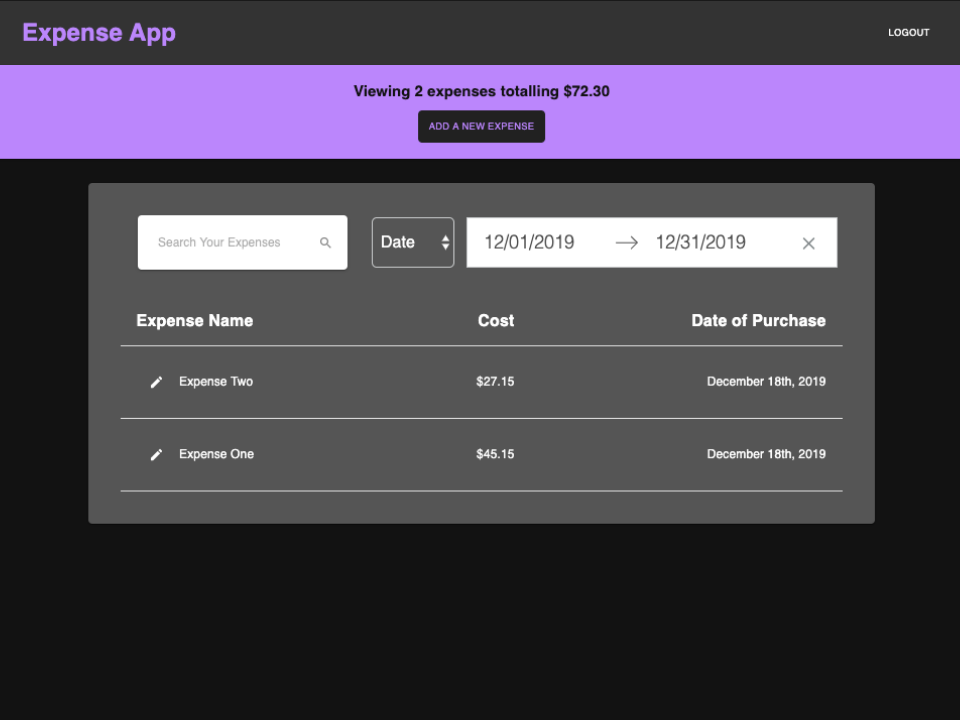 Expense App
LOGOUT
Viewing 2 expenses totalling $72.30
ADD A NEW EXPENSE
Search Your Expenses
Date
12/01/2019
12/31/2019
Expense Name Cost Date of Purchase
Expense Two $27.15 December 18th, 2019
Expense One $45.15 December 18th, 2019